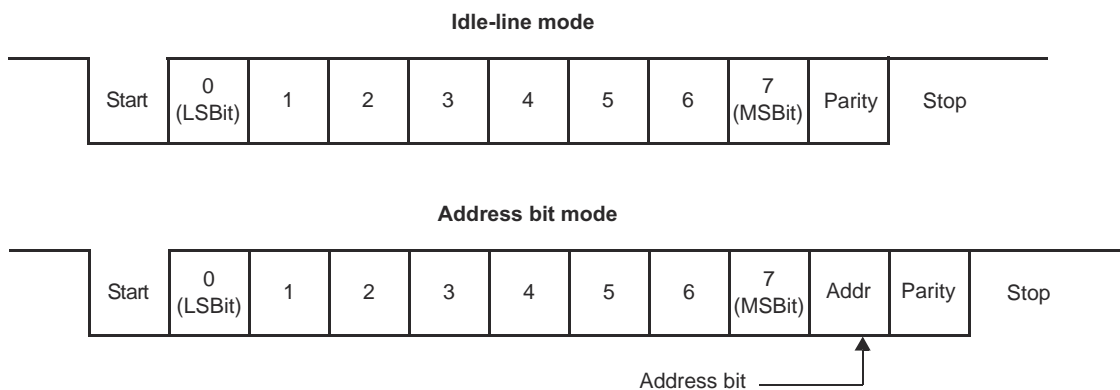 Idle-line mode
Start 0 (LSBit) 1 2 3 4 5 6 7 (MSBit) Parity Stop
Address bit mode
Start 0 (LSBit) 1 2 3 4 5 6 7 (MSBit) Addr Parity Stop
Address bit